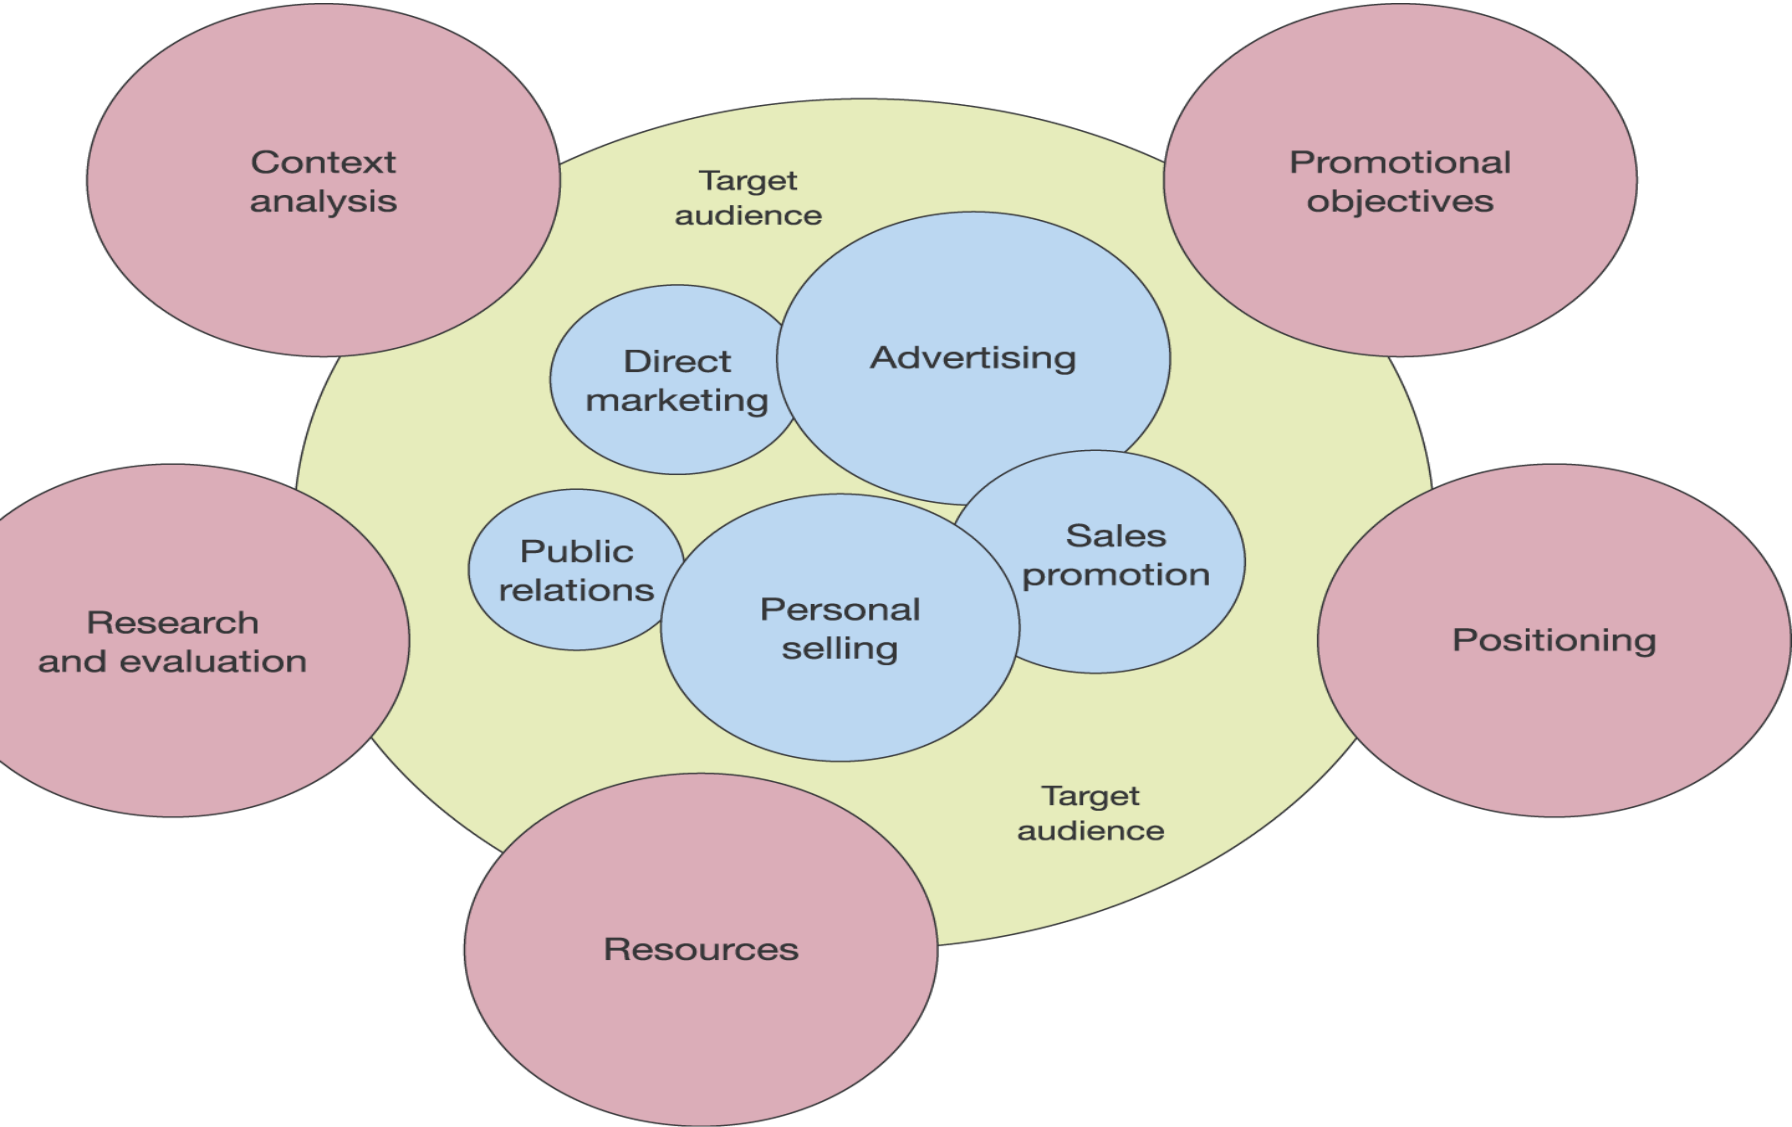 Context
analysis
Promotional
objectives
Target
audience
Direct
marketing
Advertising
Public
relations
Personal
selling
Sales
promotion
Research
and evaluation
Positioning
Target
audience
Resources